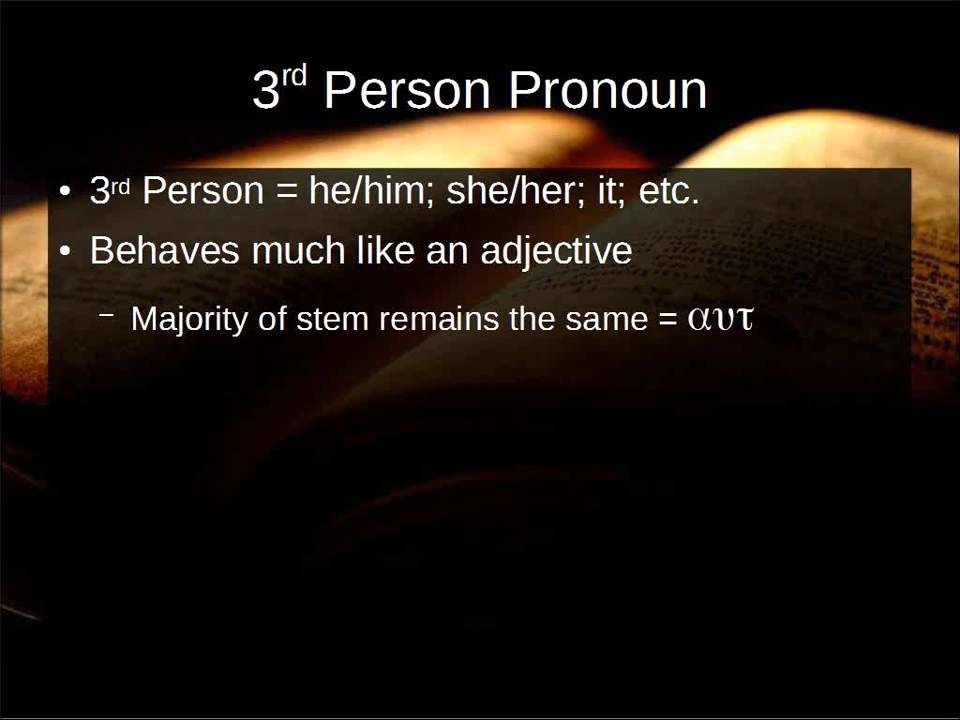 3rd Person Pronoun
• 3rd Person = he/him; she/her; it; etc.
• Behaves much like an adjective
– Majority of stem remains the same = αυτ